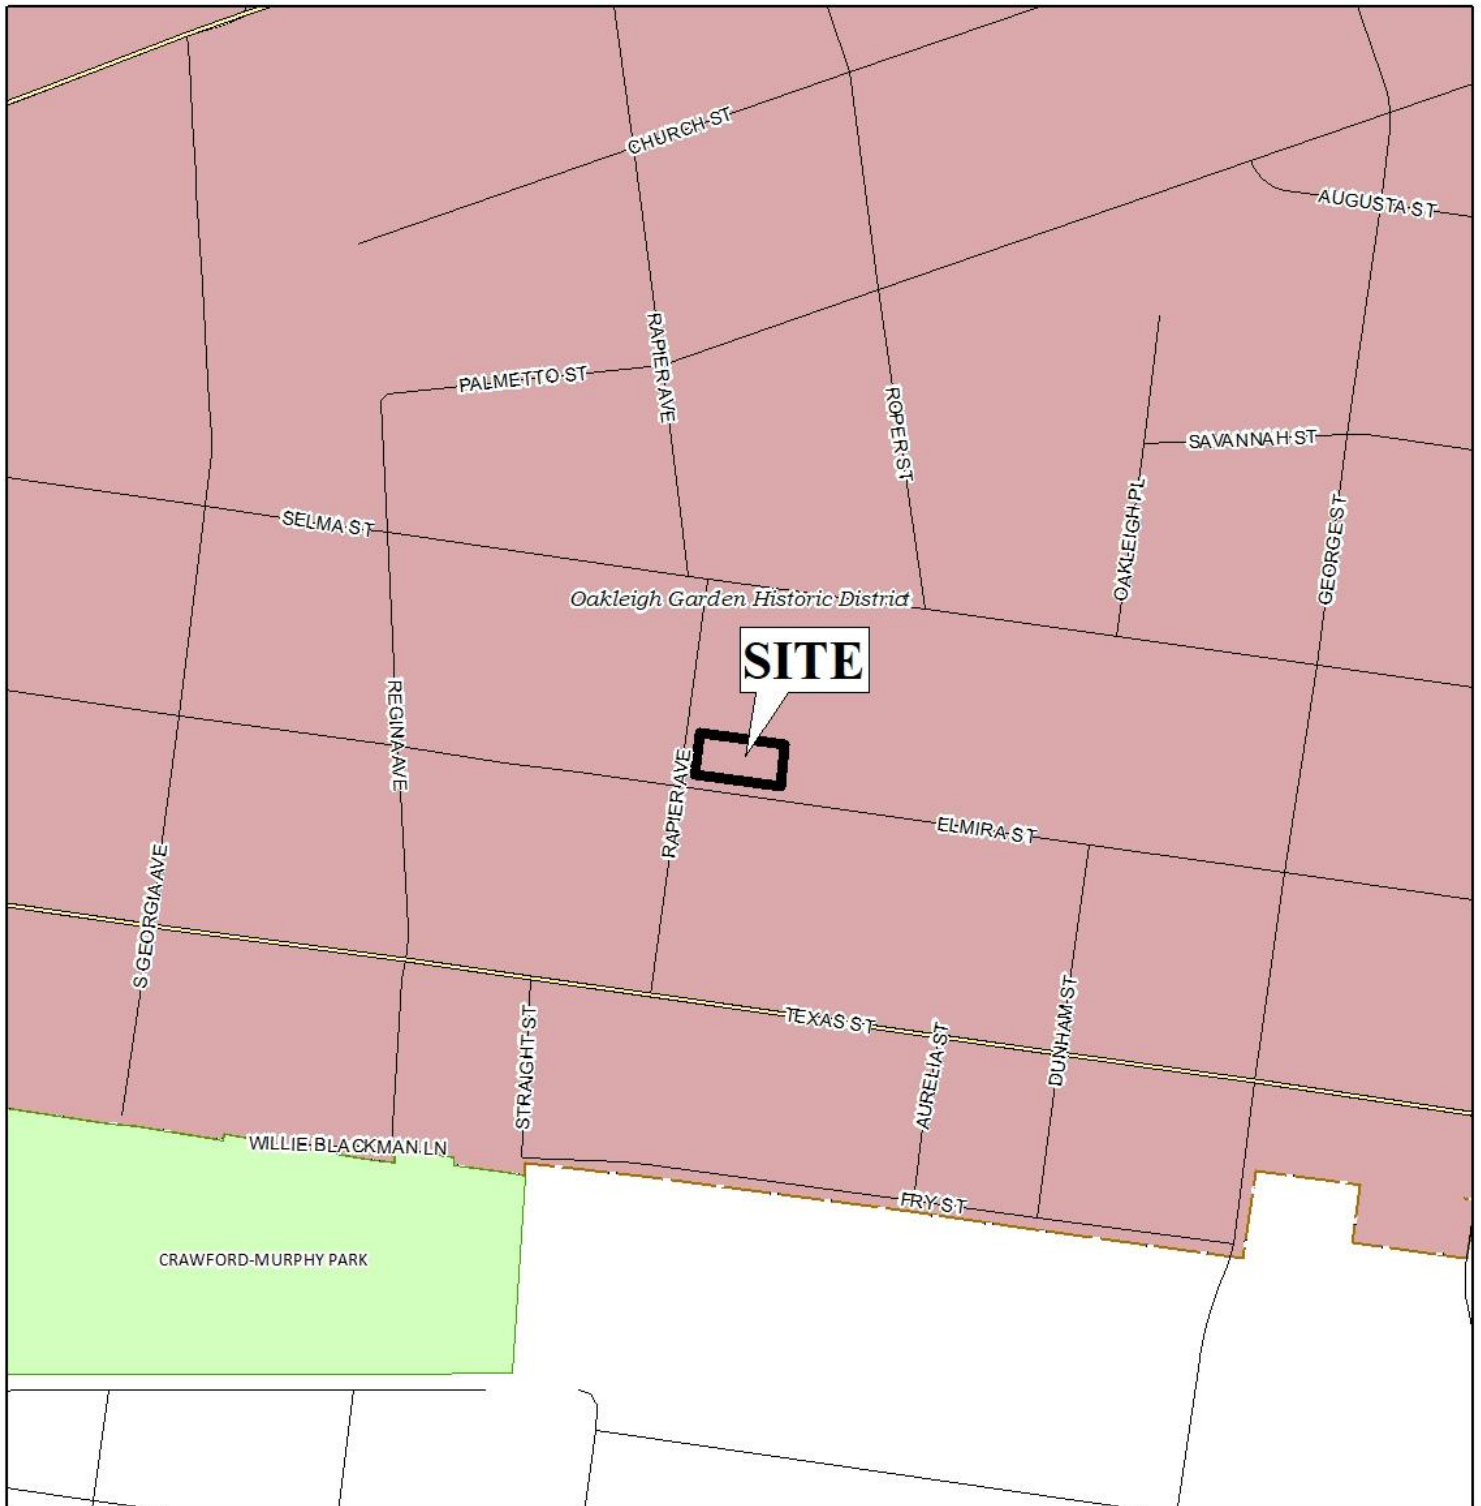 CHURCH ST
AUGUSTA ST
RAPIER AVE
PALMETTO ST
ROPER ST
SAVANNAH ST
OAKLEIGH PL
GEORGE ST
SELMA ST
Oakleigh Garden Historic District
SITE
REGINA AVE
RAPIER AVE
ELMIRA ST
S GEORGIA AVE
TEXAS ST
STRAIGHT ST
AURELIA ST
DUNHAM ST
WILLIE BLACKMAN LN
FRY ST
CRAWFORD-MURPHY PARK